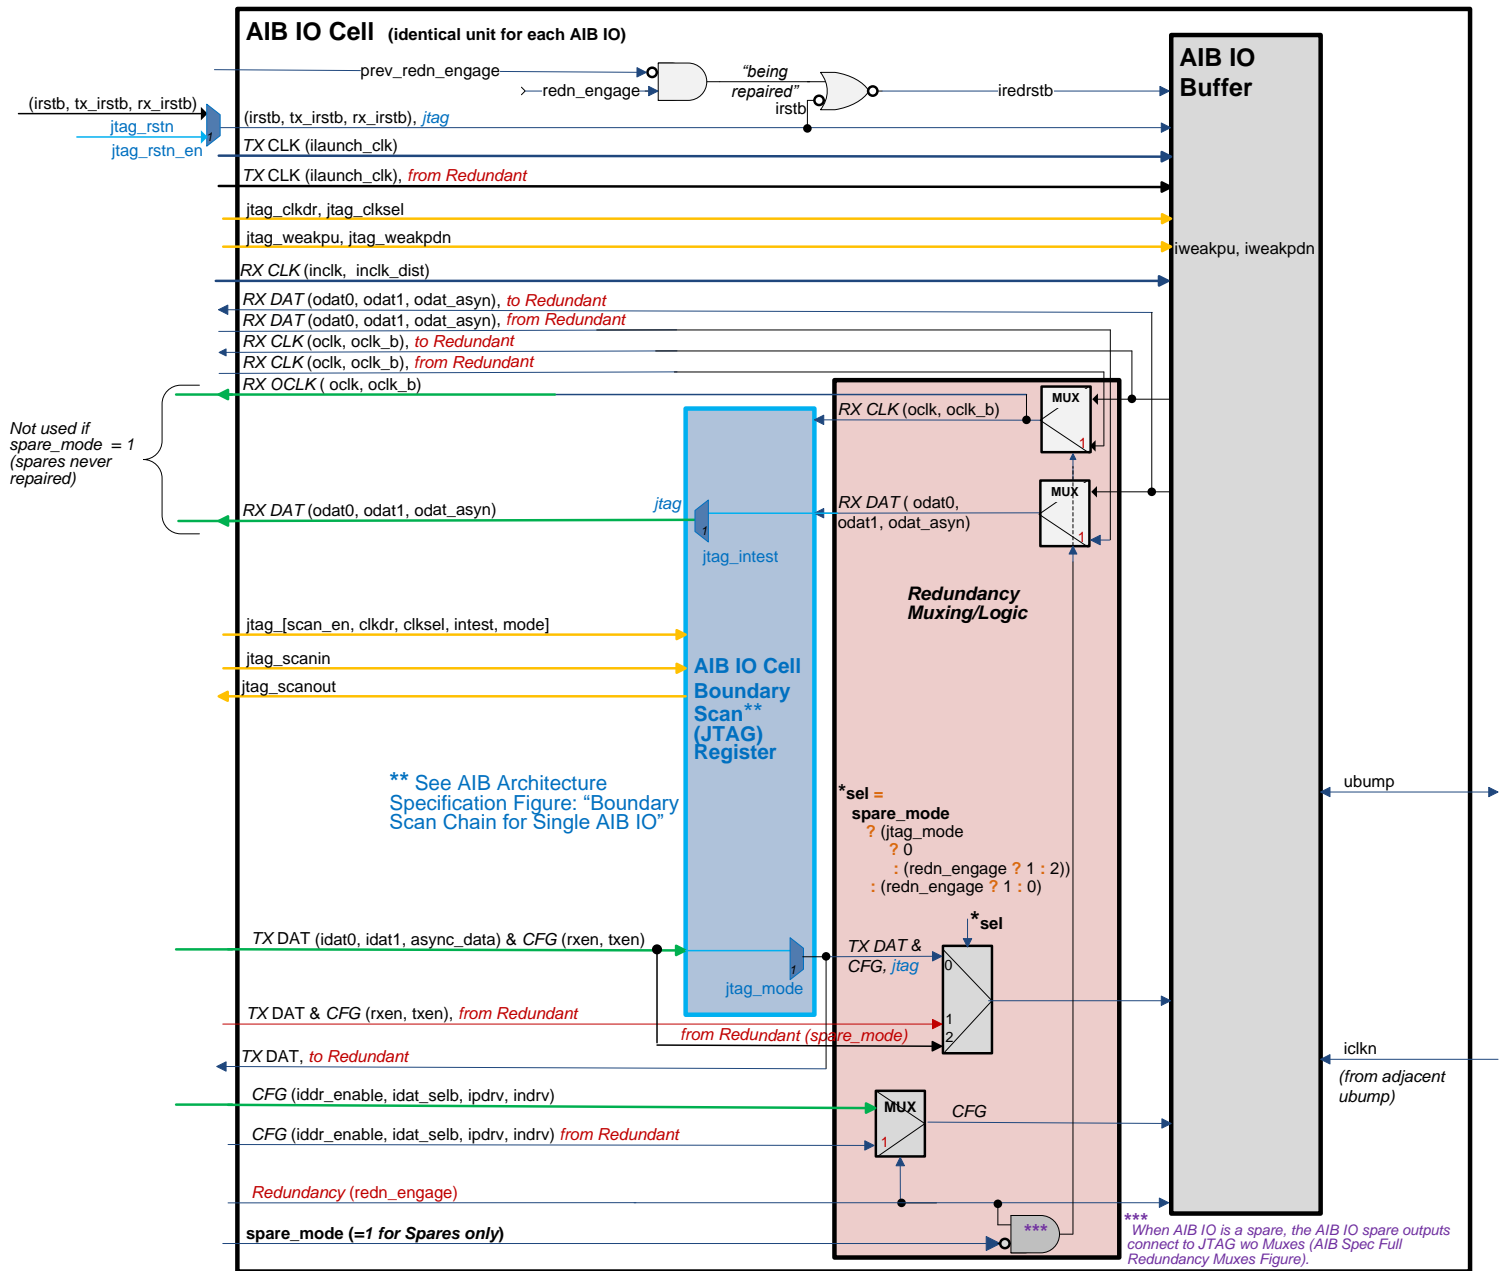 AIB IO Cell (identical unit for each AIB IO)
AIB IO
Buffer
prev_redn_engage
redn_engage
“being
repaired”
irstb
iredrstb
(irstb, tx_irstb, rx_irstb)
jtag_rstn
jtag_rstn_en
1
(irstb, tx_irstb, rx_irstb), jtag
TX CLK (ilaunch_clk)
TX CLK (ilaunch_clk), from Redundant
jtag_clkdr, jtag_clksel
jtag_weakpu, jtag_weakpdn
iweakpu, iweakpdn
RX CLK (inclk, inclk_dist)
RX DAT (odat0, odat1, odat_asyn), to Redundant
RX DAT (odat0, odat1, odat_asyn), from Redundant
RX CLK (oclk, oclk_b), to Redundant
RX CLK (oclk, oclk_b), from Redundant
RX OCLK ( oclk, oclk_b)
MUX
1
RX CLK (oclk, oclk_b)
Not used if
spare_mode = 1
(spares never
repaired)
MUX
1
RX DAT ( odat0,
odat1, odat_asyn)
jtag
1
jtag_intest
RX DAT (odat0, odat1, odat_asyn)
Redundancy
Muxing/Logic
jtag_[scan_en, clkdr, clksel, intest, mode]
jtag_scanin
jtag_scanout
AIB IO Cell
Boundary
Scan**
(JTAG)
Register
** See AIB Architecture
Specification Figure: “Boundary
Scan Chain for Single AIB IO”
ubump
*sel =
spare_mode
? (jtag_mode
? 0
: (redn_engage ? 1 : 2))
: (redn_engage ? 1 : 0)
*sel
TX DAT (idat0, idat1, async_data) & CFG (rxen, txen)
1
jtag_mode
TX DAT &
CFG, jtag
0
1
2
TX DAT & CFG (rxen, txen), from Redundant
from Redundant (spare_mode)
TX DAT, to Redundant
iclkn
(from adjacent
ubump)
CFG (iddr_enable, idat_selb, ipdrv, indrv)
MUX
1
CFG
CFG (iddr_enable, idat_selb, ipdrv, indrv) from Redundant
Redundancy (redn_engage)
spare_mode (=1 for Spares only)
***
***
When AIB IO is a spare, the AIB IO spare outputs
connect to JTAG wo Muxes (AIB Spec Full
Redundancy Muxes Figure).